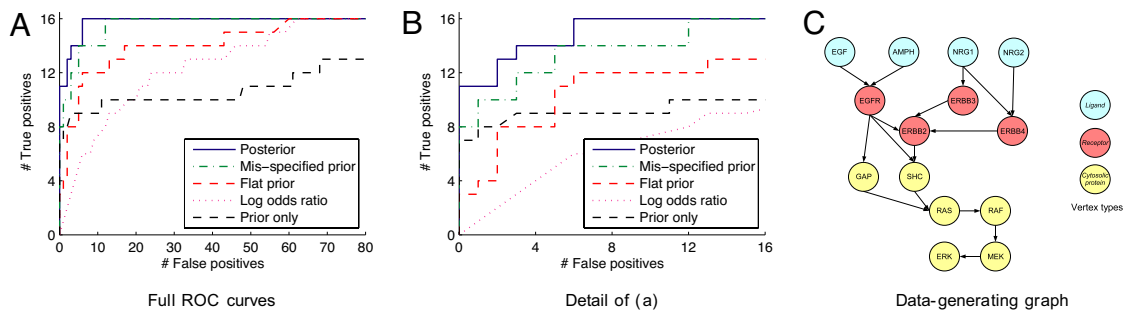 A
# True positives
16
12
8
4
0
0
10
20
30
40
50
60
70
80
# False positives
Posterior
Mis−specified prior
Flat prior
Log odds ratio
Prior only
Full ROC curves
B
# True positives
16
12
8
4
0
0
4
8
12
16
# False positives
Posterior
Mis−specified prior
Flat prior
Log odds ratio
Prior only
Detail of (a)
C
EGF
AMPH
NRG1
NRG2
EGFR
ERBB3
ERBB2
ERBB4
GAP
SHC
RAS
RAF
ERK
MEK
Ligand
Receptor
Cytosolic
protein
Vertex types
Data-generating graph